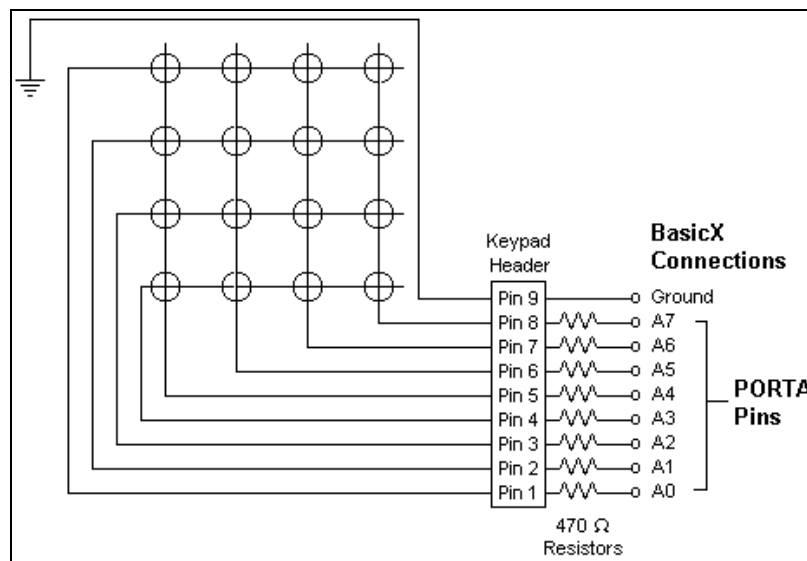 Keypad
Header
BasicX
Connections
Pin 9
Ground
Pin 8
A7
Pin 7
A6
Pin 6
A5
Pin 5
A4
Pin 4
A3
Pin 3
A2
Pin 2
A1
Pin 1
A0
PORTA
Pins
470 Ω
Resistors